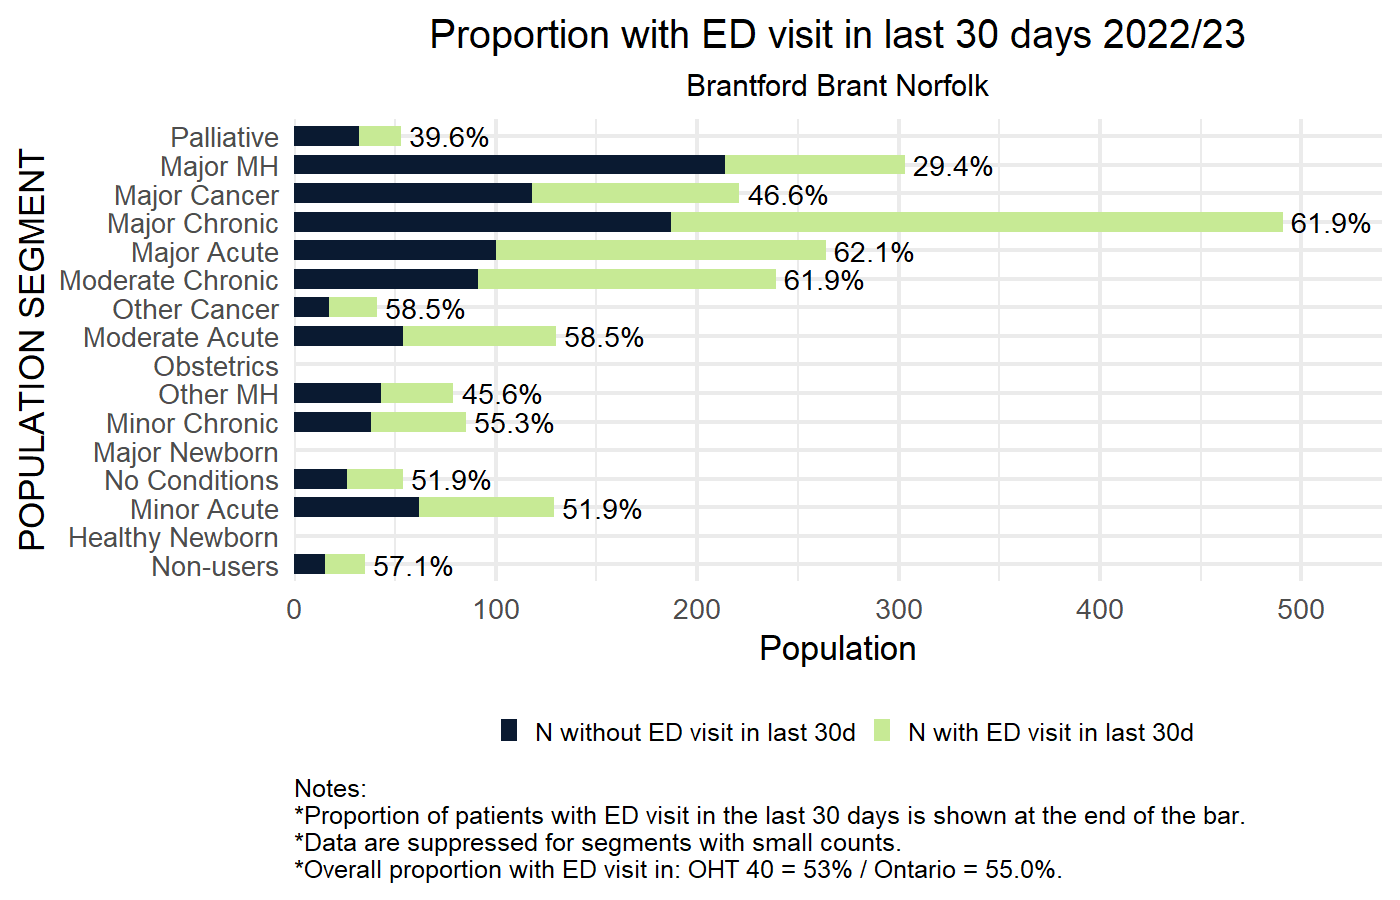 Proportion with ED visit in last 30 days 2022/23
Brantford Brant Norfolk
POPULATION SEGMENT
Palliative 39.6%
Major MH 29.4%
Major Cancer 46.6%
Major Chronic 61.9%
Major Acute 62.1%
Moderate Chronic 61.9%
Other Cancer 58.5%
Moderate Acute 58.5%
Obstetrics
Other MH 45.6%
Minor Chronic 55.3%
Major Newborn
No Conditions 51.9%
Minor Acute 51.9%
Healthy Newborn
Non-users 57.1%
0 100 200 300 400 500
Population
N without ED visit in last 30d N with ED visit in last 30d
Notes:
*Proportion of patients with ED visit in the last 30 days is shown at the end of the bar.
*Data are suppressed for segments with small counts.
*Overall proportion with ED visit in: OHT 40 = 53% / Ontario = 55.0%.